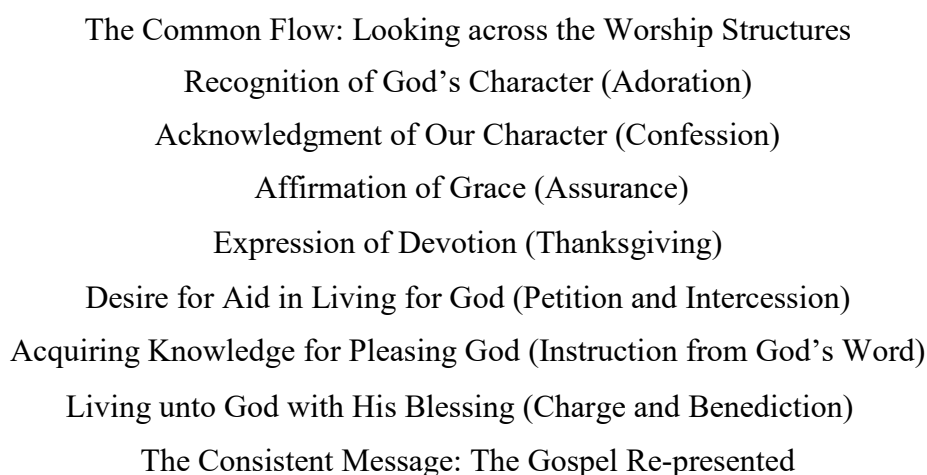 The Common Flow: Looking across the Worship Structures
Recognition of God’s Character (Adoration)
Acknowledgment of Our Character (Confession)
Affirmation of Grace (Assurance)
Expression of Devotion (Thanksgiving)
Desire for Aid in Living for God (Petition and Intercession)
Acquiring Knowledge for Pleasing God (Instruction from God’s Word)
Living unto God with His Blessing (Charge and Benediction)
The Consistent Message: The Gospel Re-presented